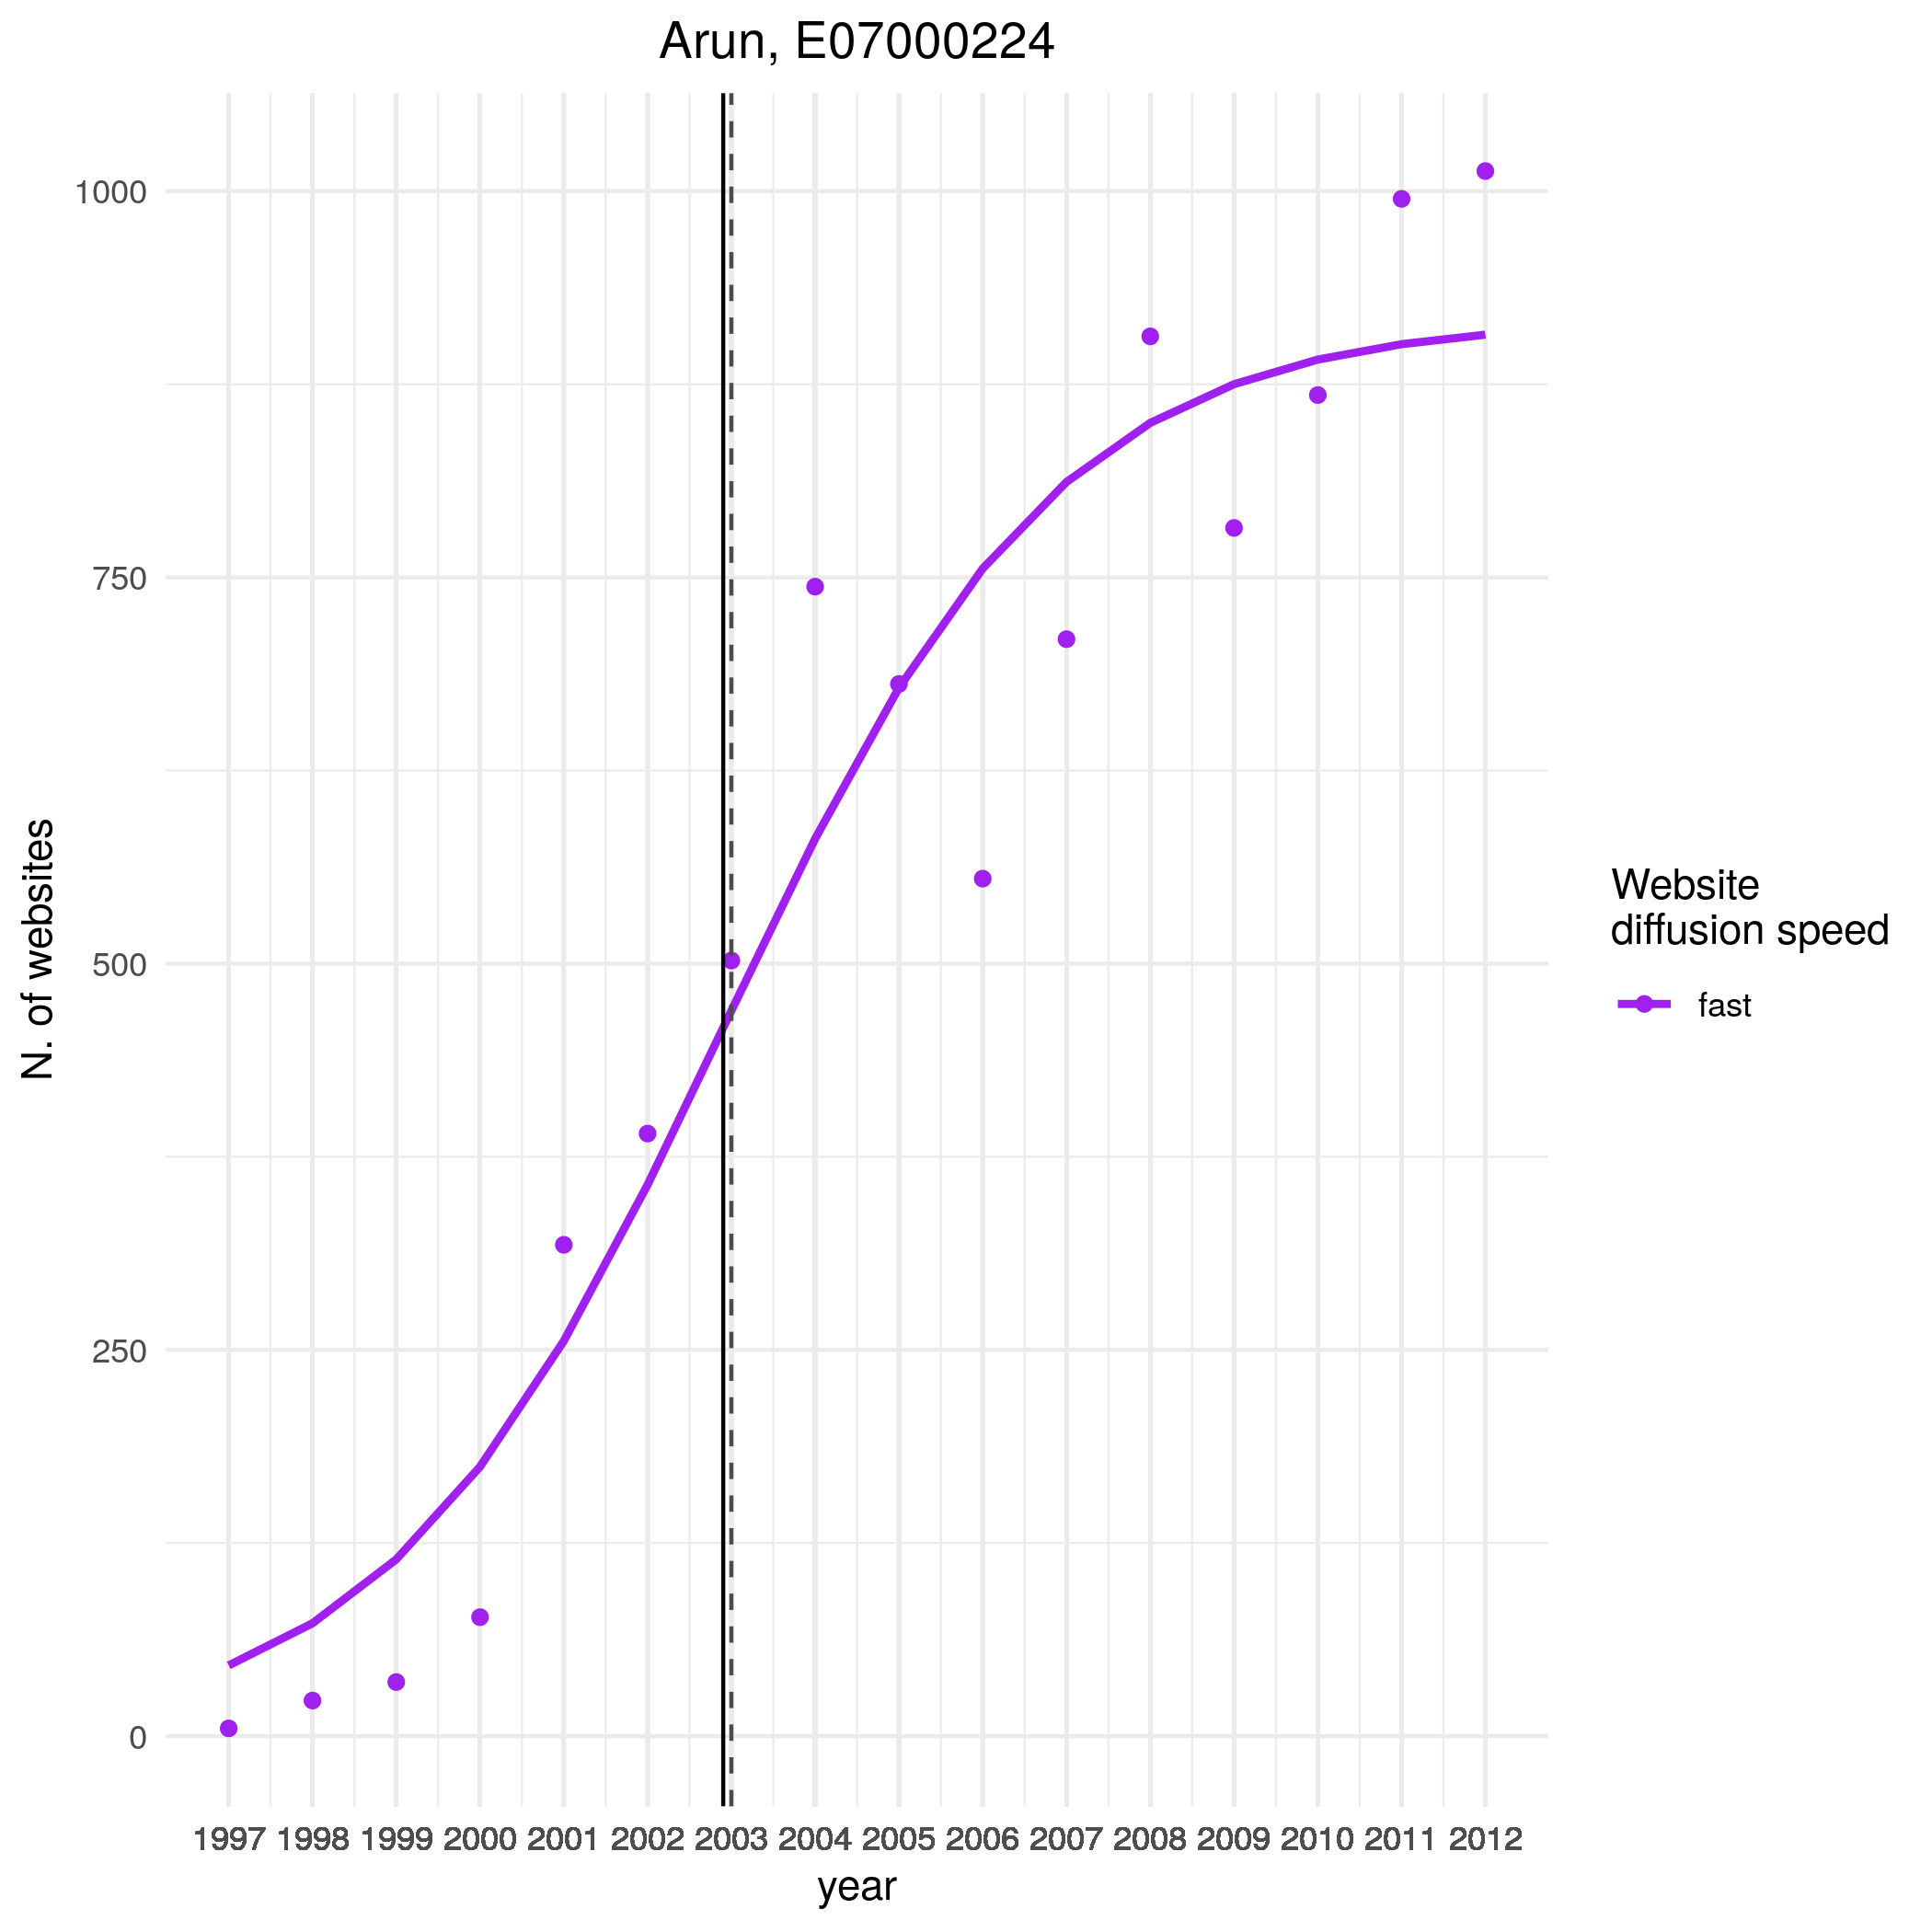 Arun, E07000224
1000
750
500
250
0
N. of websites
1997 1998 1999 2000 2001 2002 2003 2004 2005 2006 2007 2008 2009 2010 2011 2012
year
Website
diffusion speed
fast